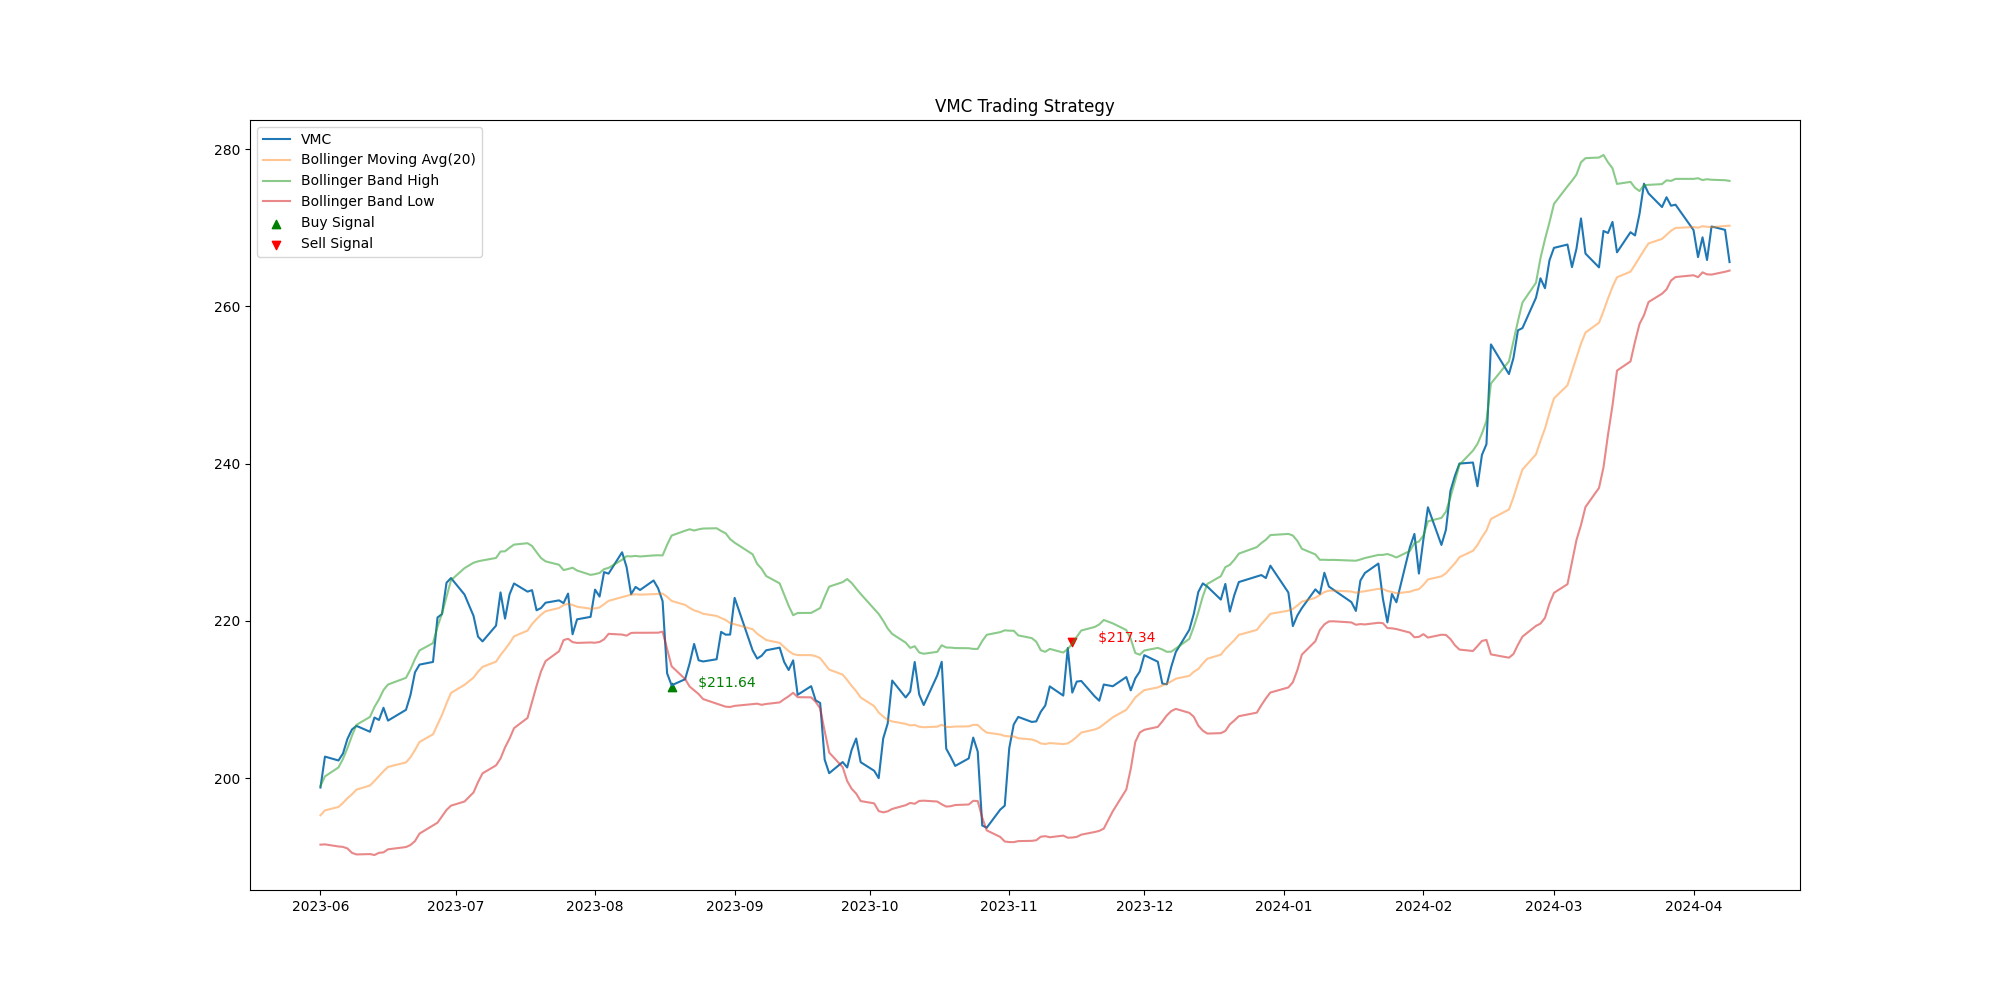 VMC Trading Strategy
VMC
Bollinger Moving Avg(20)
Bollinger Band High
Bollinger Band Low
Buy Signal
Sell Signal
280
260
240
220
200
$217.34
$211.64
2023-06 2023-07 2023-08 2023-09 2023-10 2023-11 2023-12 2024-01 2024-02 2024-03 2024-04